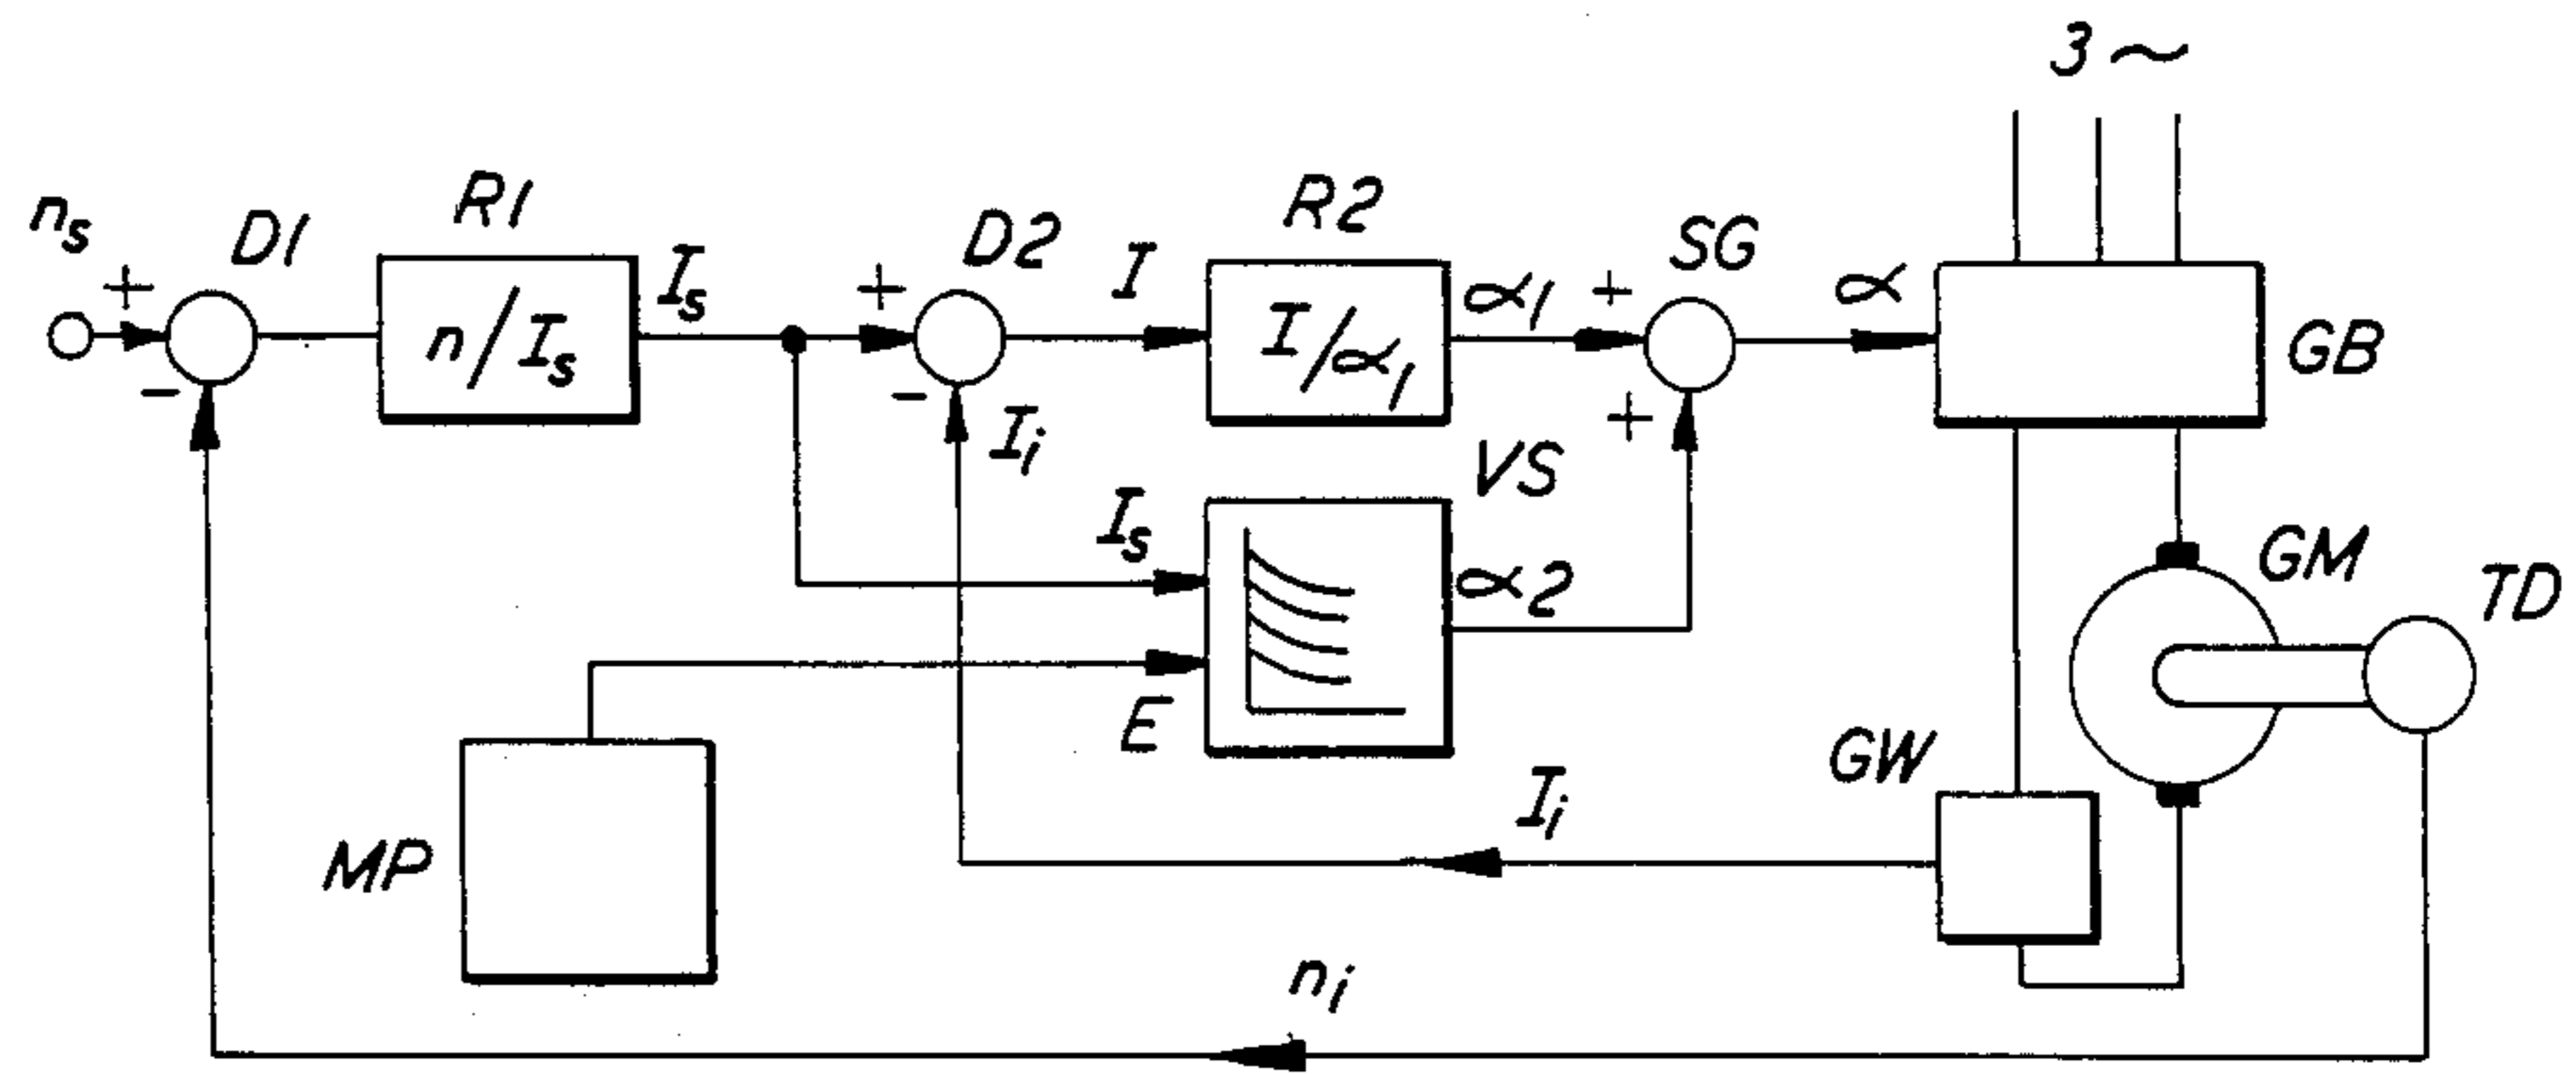 3 ~
n_s
+
D1
-
R1
n/I_s
I_s
+
D2
-
I_i
I
R2
I/α_1
α_1
+
SG
+
α
GB
VS
I_s
E
α2
GM
TD
GW
MP
I_i
n_i